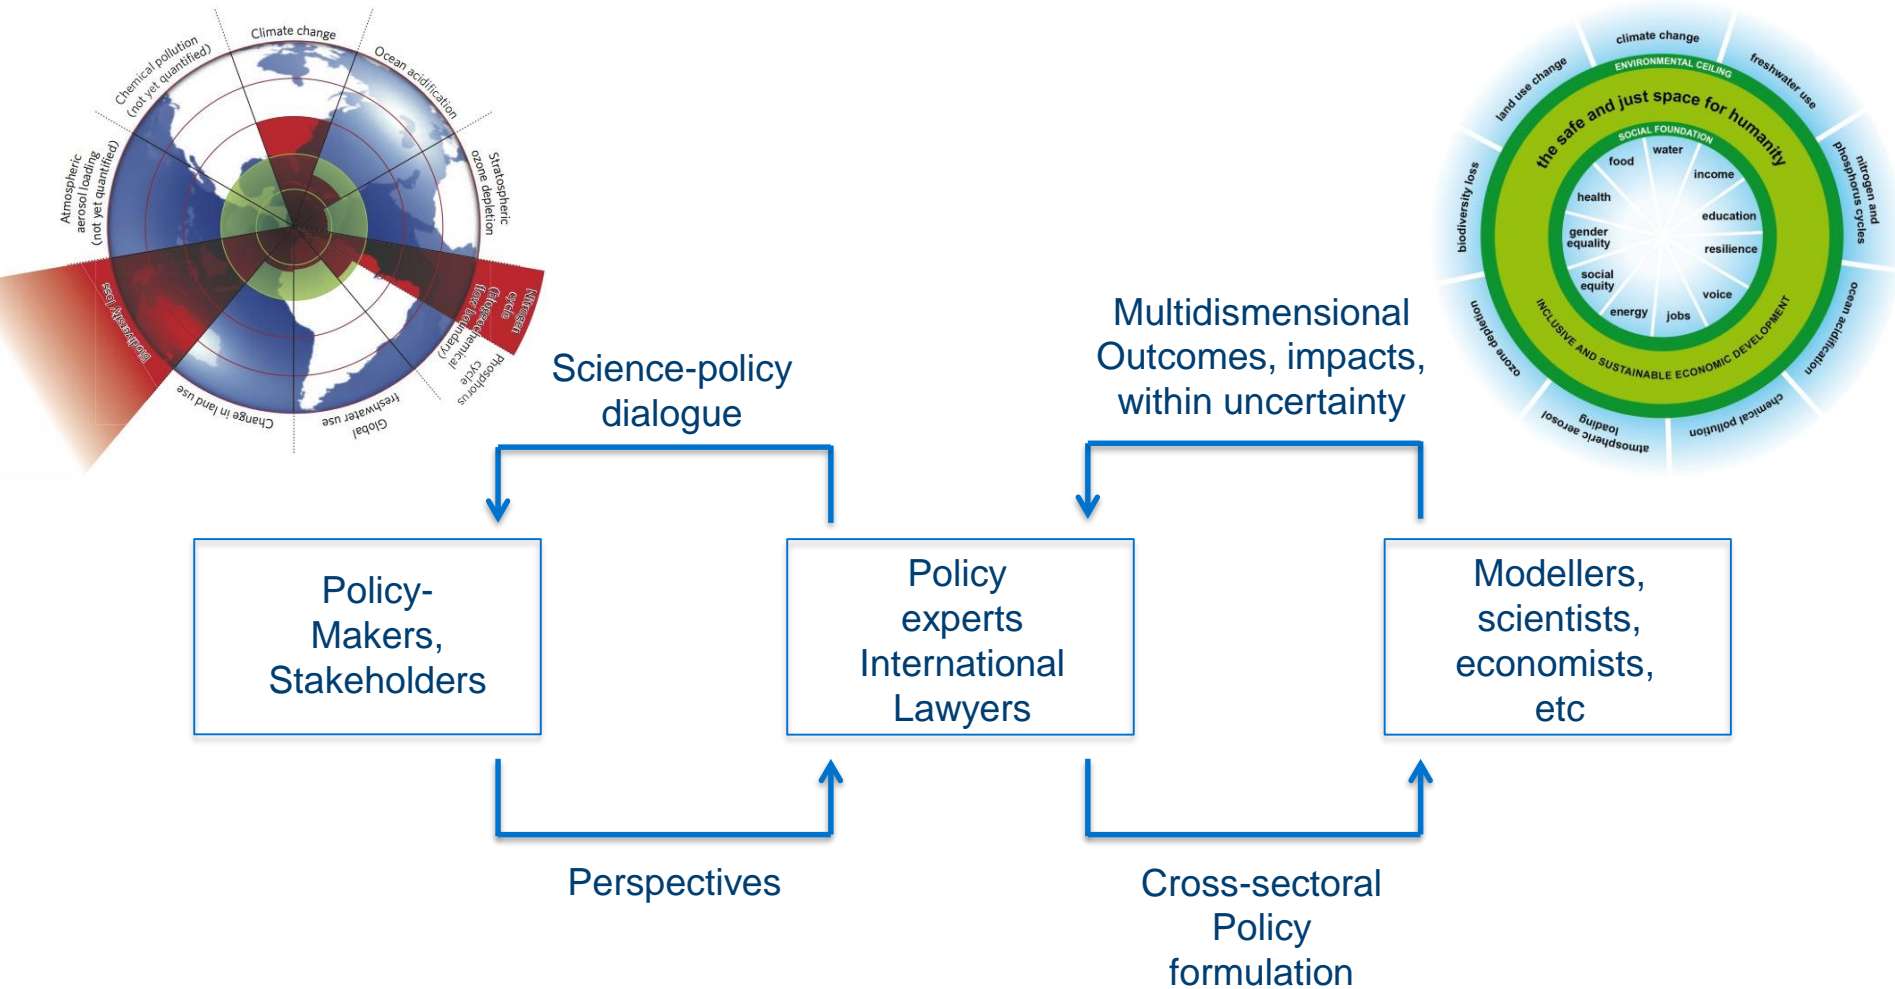 Climate change
Ocean acidification
Stratospheric
ozone depletion
Nitrogen
cycle
(biogeochemical
flow boundary)
Phosphorus
cycle
Global
freshwater use
Change in land use
Biodiversity loss
Atmospheric
aerosol loading
(not yet quantified)
Chemical pollution
(not yet quantified)
climate change
freshwater use
nitrogen and
phosphorus cycles
ocean acidification
chemical pollution
atmospheric aerosol
loading
ozone depletion
biodiversity loss
land use change
ENVIRONMENTAL CEILING
the safe and just space for humanity
SOCIAL FOUNDATION
water
income
education
resilience
voice
jobs
energy
social
equity
gender
equality
health
food
INCLUSIVE AND SUSTAINABLE ECONOMIC DEVELOPMENT
Science-policy
dialogue
Multidismensional
Outcomes, impacts,
within uncertainty
Policy-
Makers,
Stakeholders
Policy
experts
International
Lawyers
Modellers,
scientists,
economists,
etc
Perspectives
Cross-sectoral
Policy
formulation